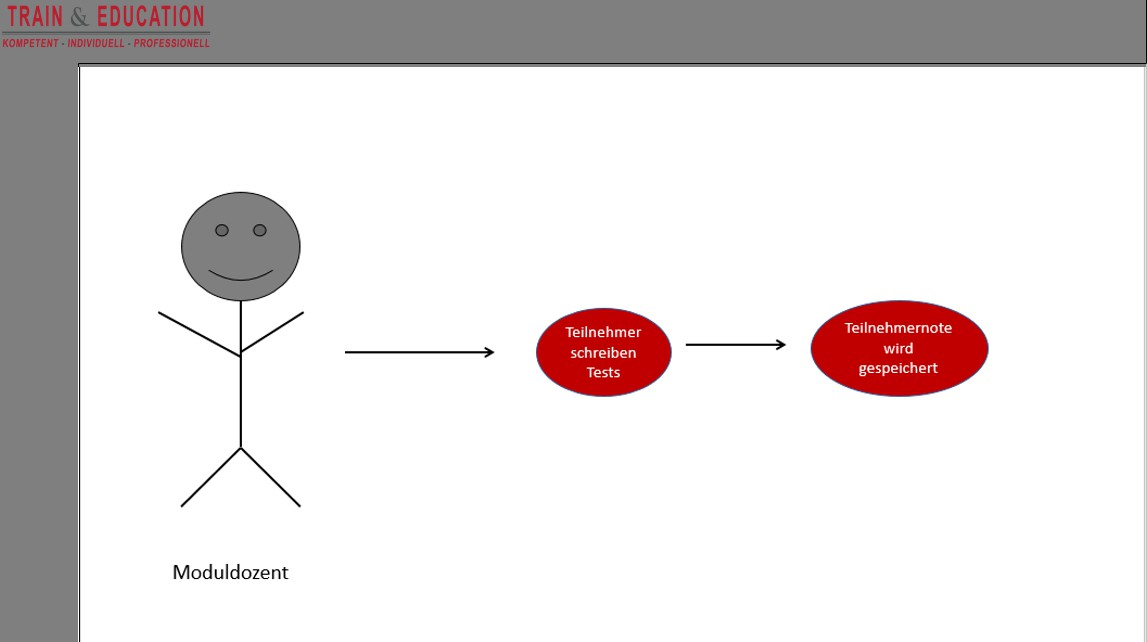 TRAIN & EDUCATION
KOMPETENT - INDIVIDUELL - PROFESSIONELL
Teilnehmer
schreiben
Tests
Teilnehmernote
wird
gespeichert
Moduldozent